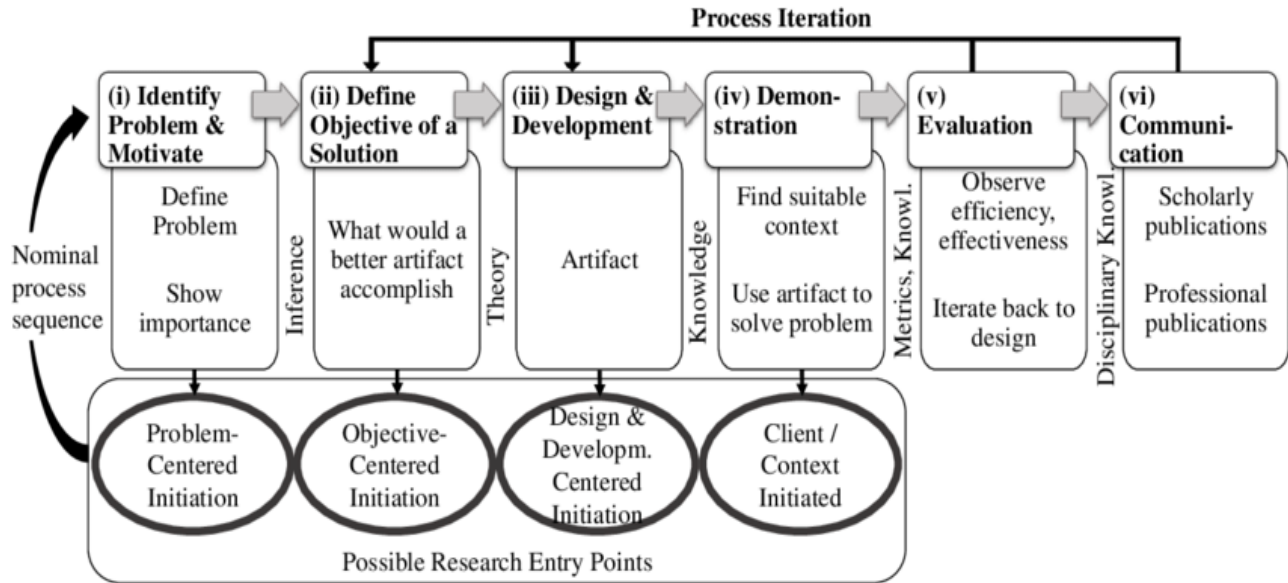 Process Iteration
(i) Identify
Problem &
Motivate
(ii) Define
Objective of a
Solution
(iii) Design &
Development
(iv) Demon-
stration
(v)
Evaluation
(vi)
Communi-
cation
Nominal
process
sequence
Define
Problem
Show
importance
Inference
What would a
better artifact
accomplish
Theory
Artifact
Knowledge
Find suitable
context
Use artifact to
solve problem
Metrics, Knowl.
Observe
efficiency,
effectiveness
Iterate back to
design
Disciplinary Knowl.
Scholarly
publications
Professional
publications
Problem-
Centered
Initiation
Objective-
Centered
Initiation
Design &
Developm.
Centered
Initiation
Client /
Context
Initiated
Possible Research Entry Points